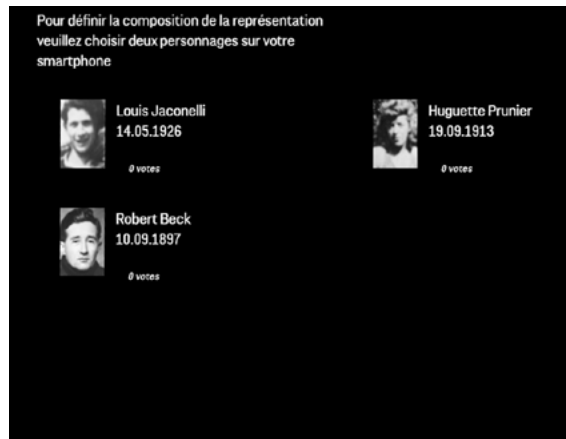 Pour définir la composition de la représentation
veuillez choisir deux personnages sur votre
smartphone
Louis Jaconelli
14.05.1926
0 votes
Huguette Prunier
19.09.1913
0 votes
Robert Beck
10.09.1897
0 votes